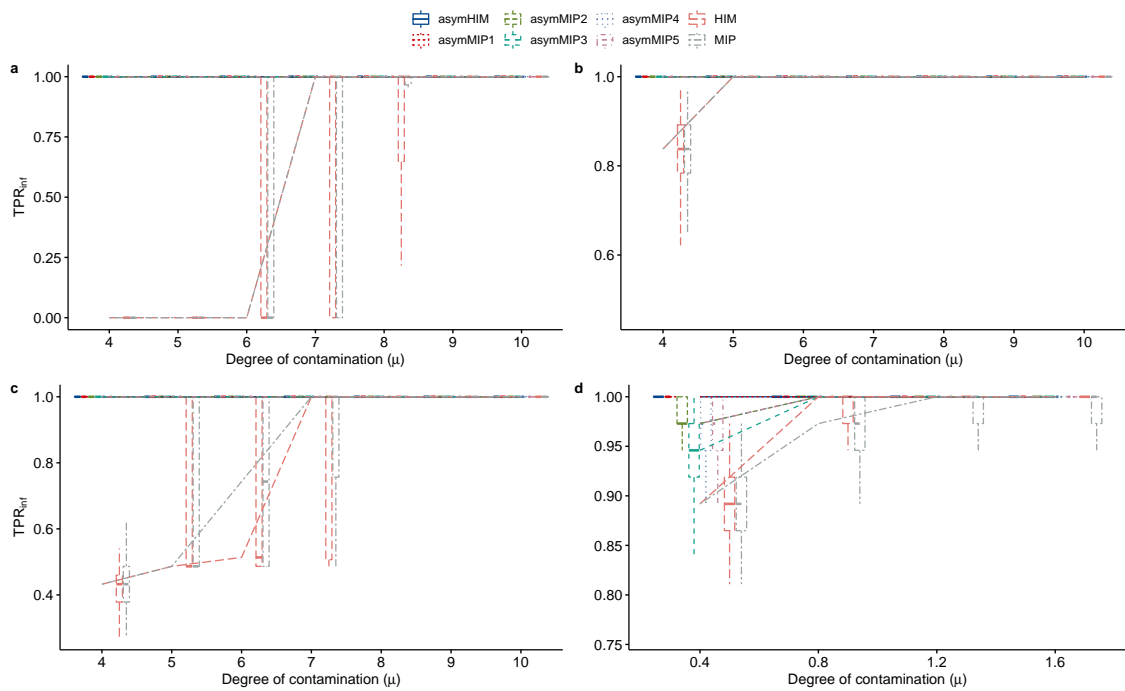 asymHIM asymMIP2 asymMIP4 HIM
asymMIP1 asymMIP3 asymMIP5 MIP
a
1.00
0.75
0.50
0.25
0.00
TPRinf
4 5 6 7 8 9 10
Degree of contamination (μ)
b
1.0
0.8
0.6
4 5 6 7 8 9 10
Degree of contamination (μ)
c
1.0
0.8
0.6
0.4
TPRinf
4 5 6 7 8 9 10
Degree of contamination (μ)
d
1.00
0.95
0.90
0.85
0.80
0.75
0.4 0.8 1.2 1.6
Degree of contamination (μ)